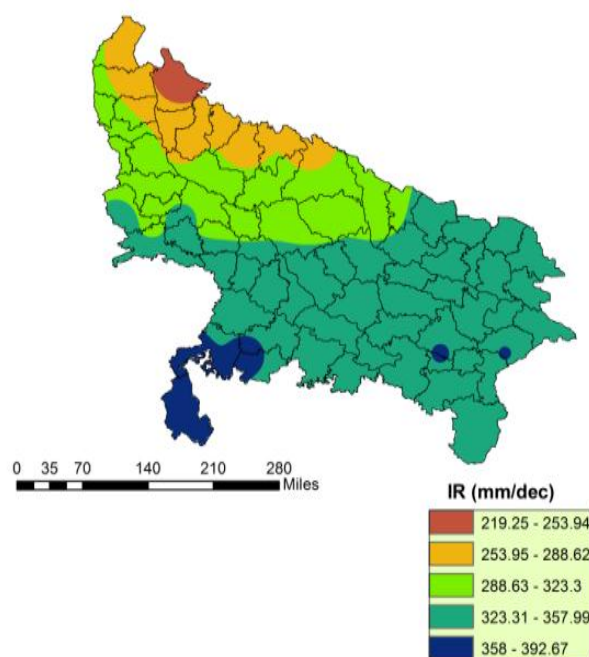 0 35 70 140 210 280
Miles
IR (mm/dec)
219.25 - 253.94
253.95 - 288.62
288.63 - 323.3
323.31 - 357.99
358 - 392.67